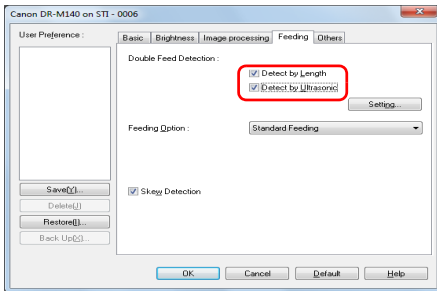 Canon DR-M140 on STI - 0006
User Preference :
Basic Brightness Image processing Feeding Others
Double Feed Detection :
Detect by Length
Detect by Ultrasonic
Setting...
Feeding Option : Standard Feeding
Skew Detection
Save(Y)...
Delete(J)
Restore(I)...
Back Up(X)...
OK Cancel Default Help